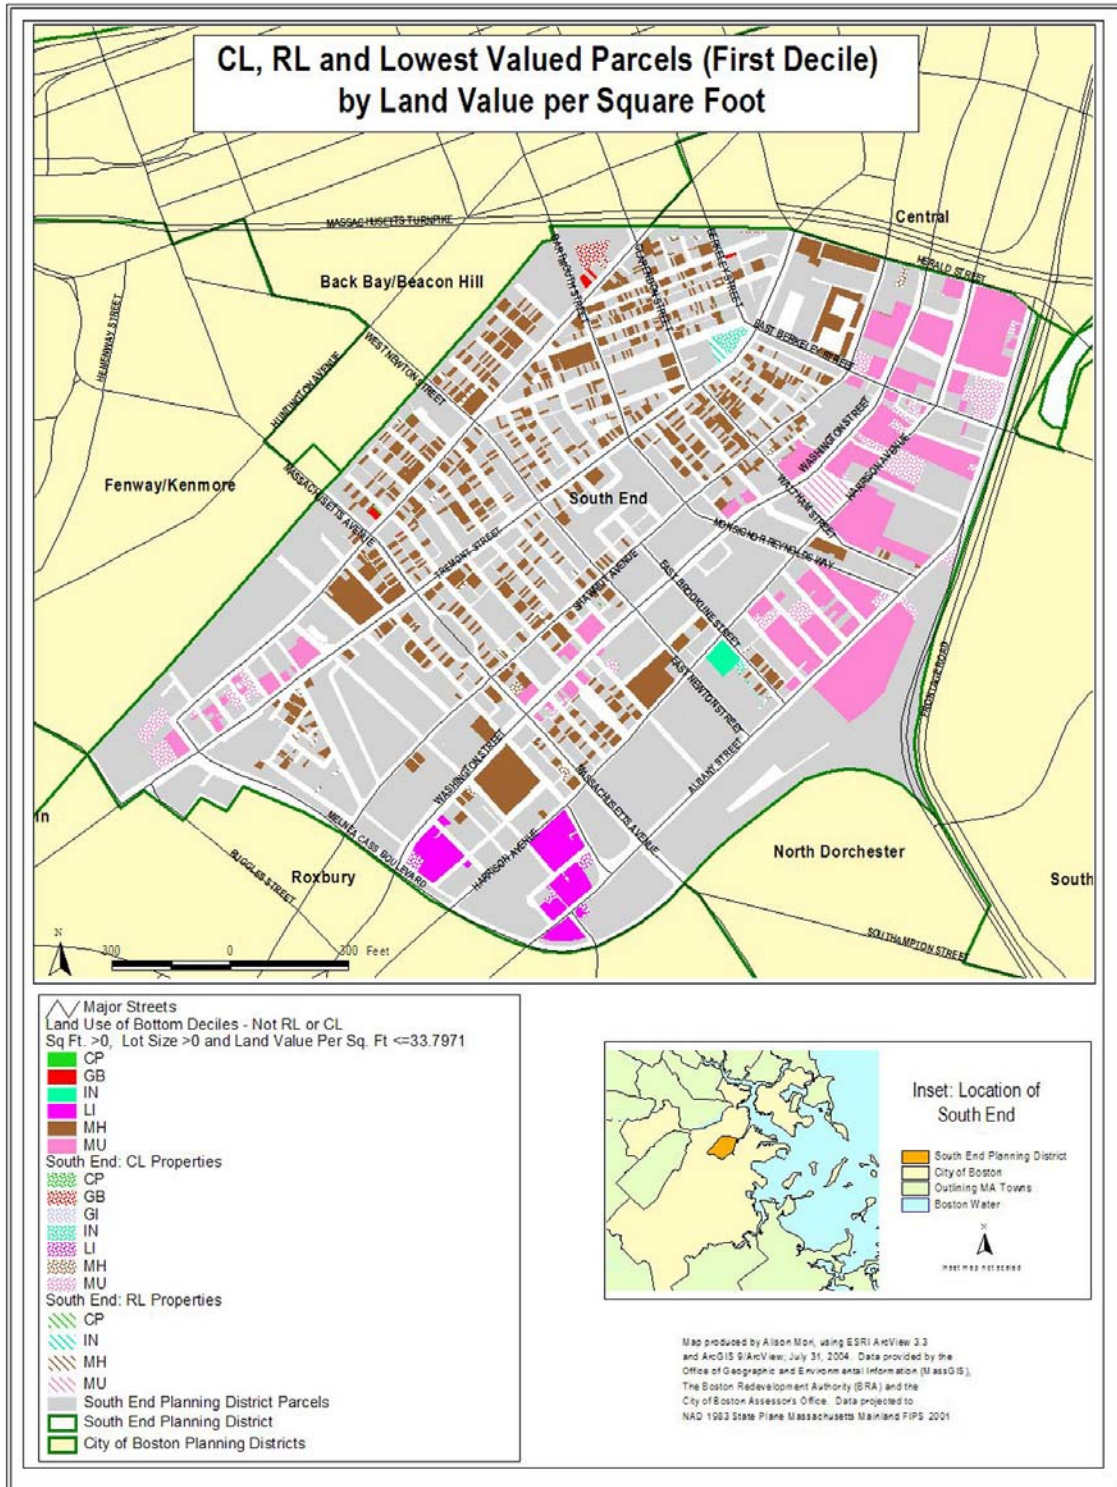 CL, RL and Lowest Valued Parcels (First Decile)
by Land Value per Square Foot
Central
MASSACHUSETTS TURNPIKE
HERALD STREET
Back Bay/Beacon Hill
DARTMOUTH STREET
CLARENDON STREET
BERKELEY STREET
HEMENWAY STREET
HUNTINGTON AVENUE
WEST NEWTON STREET
EAST BERKELEY STREET
WASHINGTON STREET
HARRISON AVENUE
WALTHAM STREET
Fenway/Kenmore
MASSACHUSETTS AVENUE
South End
TREMONT STREET
MONSIGNOR REYNOLDS WAY
SHAWMUT AVENUE
EAST BROOKLINE STREET
EAST NEWTON STREET
FRONTAGE ROAD
WASHINGTON STREET
ALBANY STREET
MASSACHUSETTS AVENUE
in
MELNEA CASS BOULEVARD
HARRISON AVENUE
RUGGLES STREET
Roxbury
North Dorchester
South
SOUTHAMPTON STREET
N
300 0 300 Feet
Major Streets
Land Use of Bottom Deciles - Not RL or CL
Sq Ft. >0, Lot Size >0 and Land Value Per Sq. Ft <=33.7971
CP
GB
IN
LI
MH
MU
South End: CL Properties
CP
GB
GI
IN
LI
MH
MU
South End: RL Properties
CP
IN
MH
MU
South End Planning District Parcels
South End Planning District
City of Boston Planning Districts
Inset: Location of
South End
South End Planning District
City of Boston
Outlining MA Towns
Boston Water
N
Inset map not scaled
Map produced by Alison Mori, using ESRI ArcView 3.3
and ArcGIS 9/ArcView; July 31, 2004. Data provided by the
Office of Geographic and Environmental Information (MassGIS),
The Boston Redevelopment Authority (BRA) and the
City of Boston Assessor's Office. Data projected to
NAD 1983 State Plane Massachusetts Mainland FIPS 2001